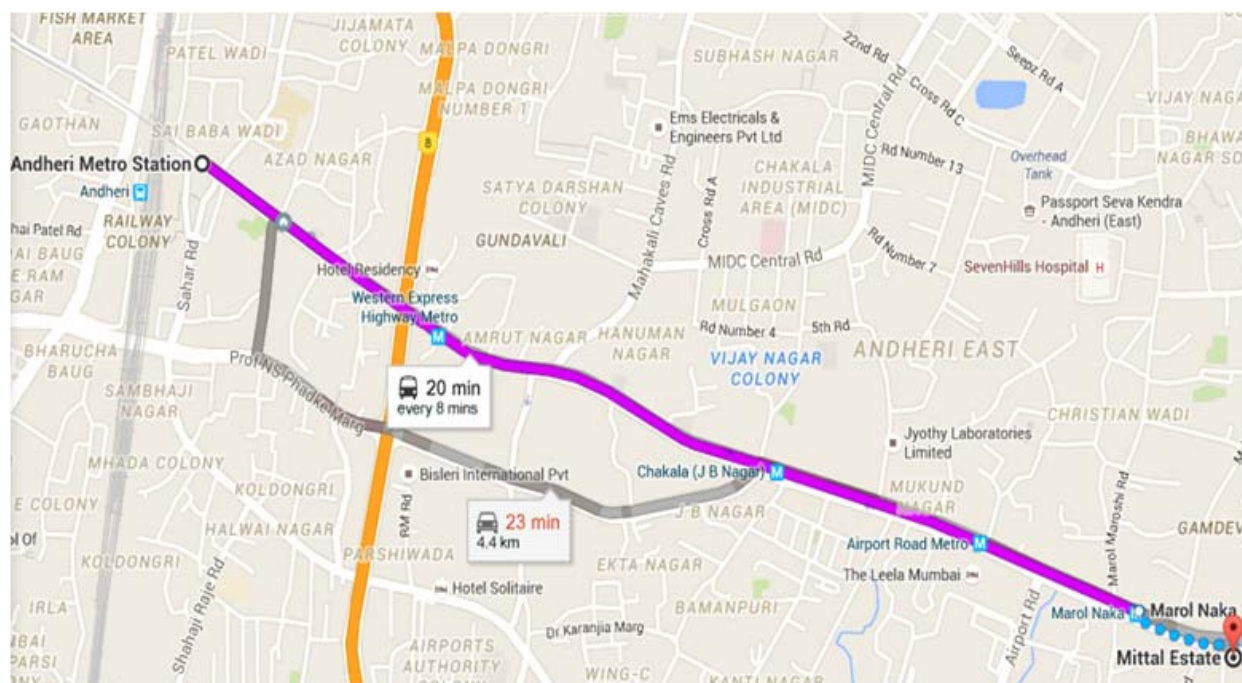 FISH MARKET
AREA
JIJAMATA
COLONY
PATEL WADI
MALPA DONGRI
MALPA DONGRI
NUMBER 1
SUBHASH NAGAR
22nd Rd
Cross Rd C
Seepz Rd A
VIJAY NAGA
BHAWA
NAGAR SO
GAOTHAN
SAI BABA WADI
8
Ems Electricals &
Engineers Pvt Ltd
MIDC Central Rd
Rd Number 13
Overhead
Tank
Andheri Metro Station
AZAD NAGAR
Andheri
CHAKALA
INDUSTRIAL
AREA (MIDC)
SATYA DARSHAN
COLONY
Mahakali Caves Rd
Cross Rd A
Passport Seva Kendra
- Andheri (East)
RAILWAY
COLONY
hai Patel Rd
AI BAUG
E RAM
GAR
Sahar Rd
GUNDAVALI
MIDC Central Rd
Rd Number 7
SevenHills Hospital H
Hotel Residency
Western Express
Highway Metro
M
MULGAON
Rd Number 4
5th Rd
AMRUT NAGAR
HANUMAN
NAGAR
VIJAY NAGAR
COLONY
ANDHERI EAST
BHARUCHA
BAUG
Prof NS Phadke Marg
SAMBHAJI
NAGAR
20 min
every 8 mins
CHRISTIAN WADI
Jyothy Laboratories
Limited
MHADA COLONY
E COLONY
KOLDONGRI
Bisleri International Pvt
Chakala (J B Nagar)
M
MUKUND
NAGAR
23 min
4.4 km
J-B NAGAR
Marol Maroshi Rd
GAMDEV
HALWAI NAGAR
RM Rd
ol Of
KOLDONGRI
PARSHIWADA
EKTA NAGAR
Airport Road Metro
M
The Leela Mumbai
Hotel Solitaire
BAMANPURI
Marol Naka
Marol Naka
IRLA
NBAI
PARSI
Shahaji Raje Rd
Dr Karanjia Marg
Airport Rd
AIRPORTS
AUTHORITY
COLONY
WING-C
KANTI NAGAR
Mittal Estate